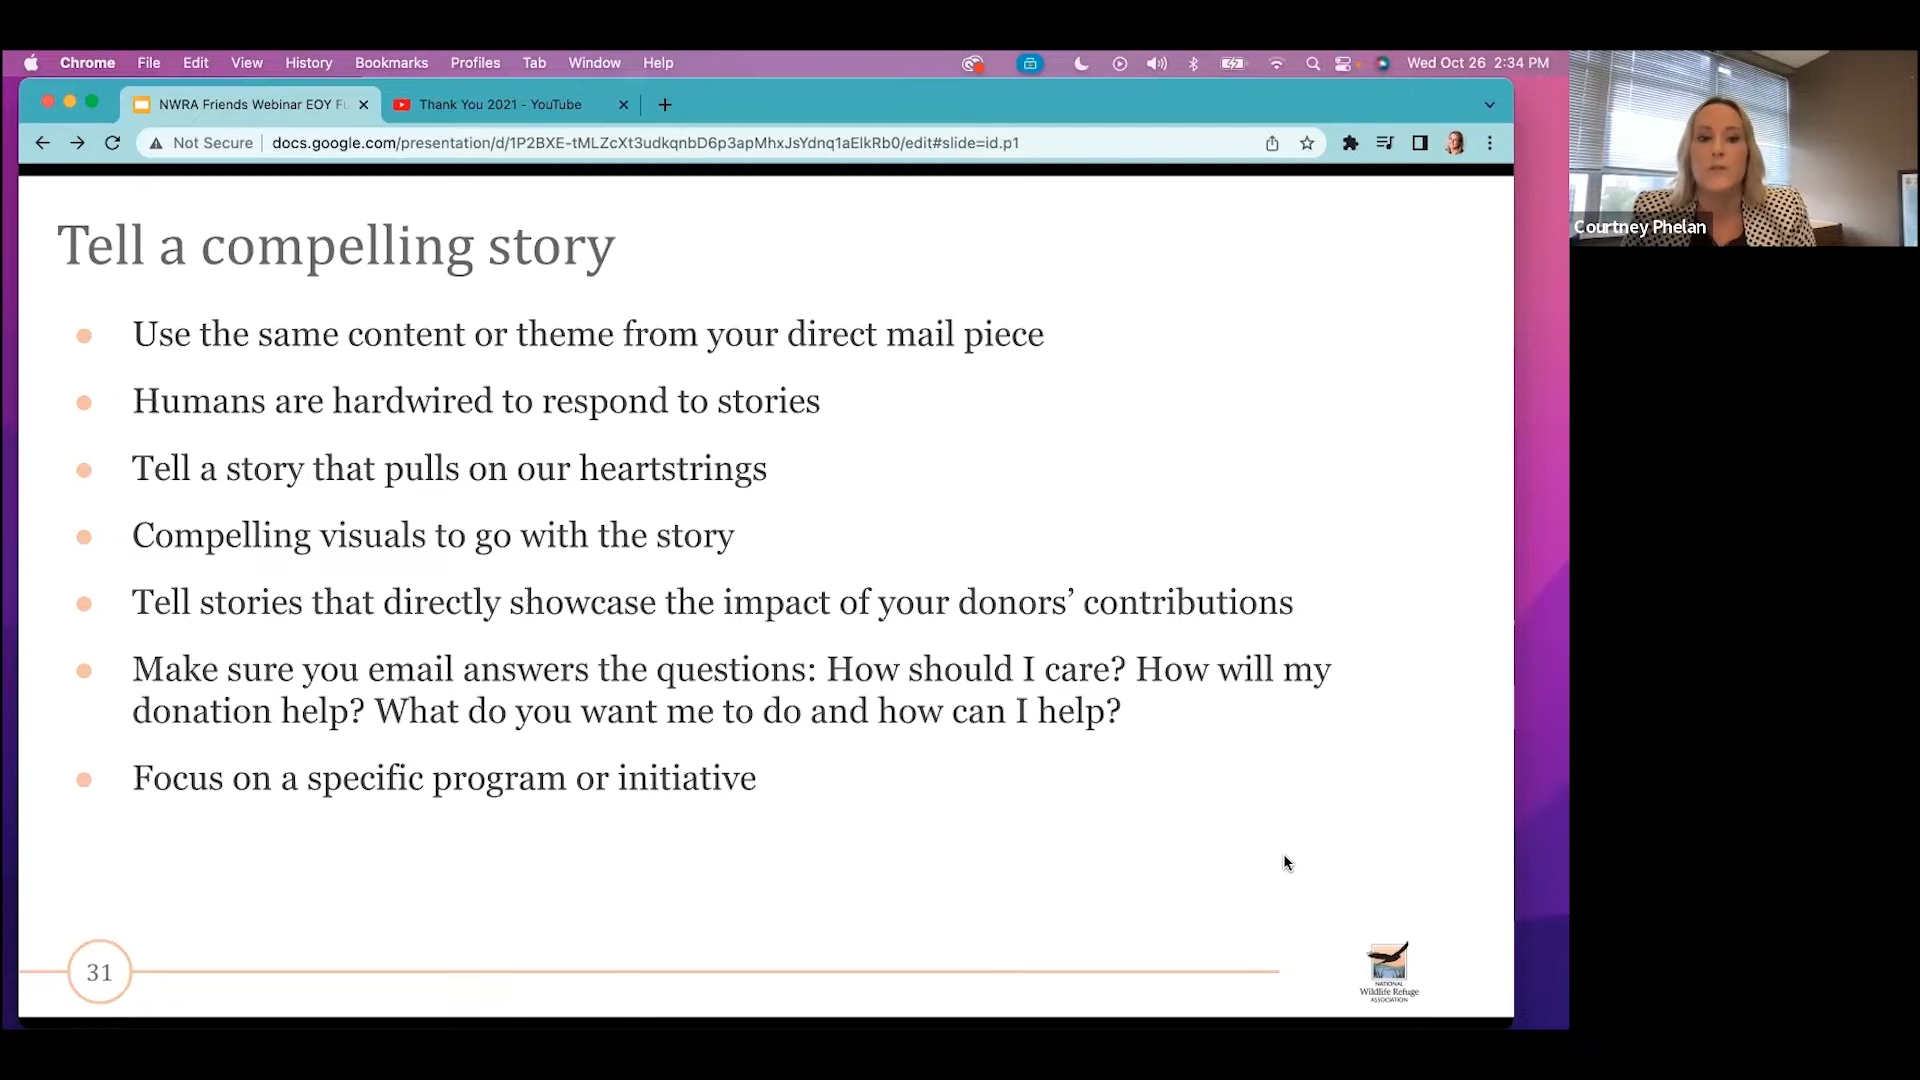 Chrome File Edit View History Bookmarks Profiles Tab Window Help Wed Oct 26 2:34 PM
NWRA Friends Webinar EOY Fu Thank You 2021 - YouTube
Not Secure docs.google.com/presentation/d/1P2BXE-tMLZcXt3udkqnbD6p3apMhxJsYdnq1aElkRb0/edit#slide=id.p1
Courtney Phelan
Tell a compelling story
Use the same content or theme from your direct mail piece
Humans are hardwired to respond to stories
Tell a story that pulls on our heartstrings
Compelling visuals to go with the story
Tell stories that directly showcase the impact of your donors’ contributions
Make sure you email answers the questions: How should I care? How will my
donation help? What do you want me to do and how can I help?
Focus on a specific program or initiative
31
NATIONAL
Wildlife Refuge
ASSOCIATION